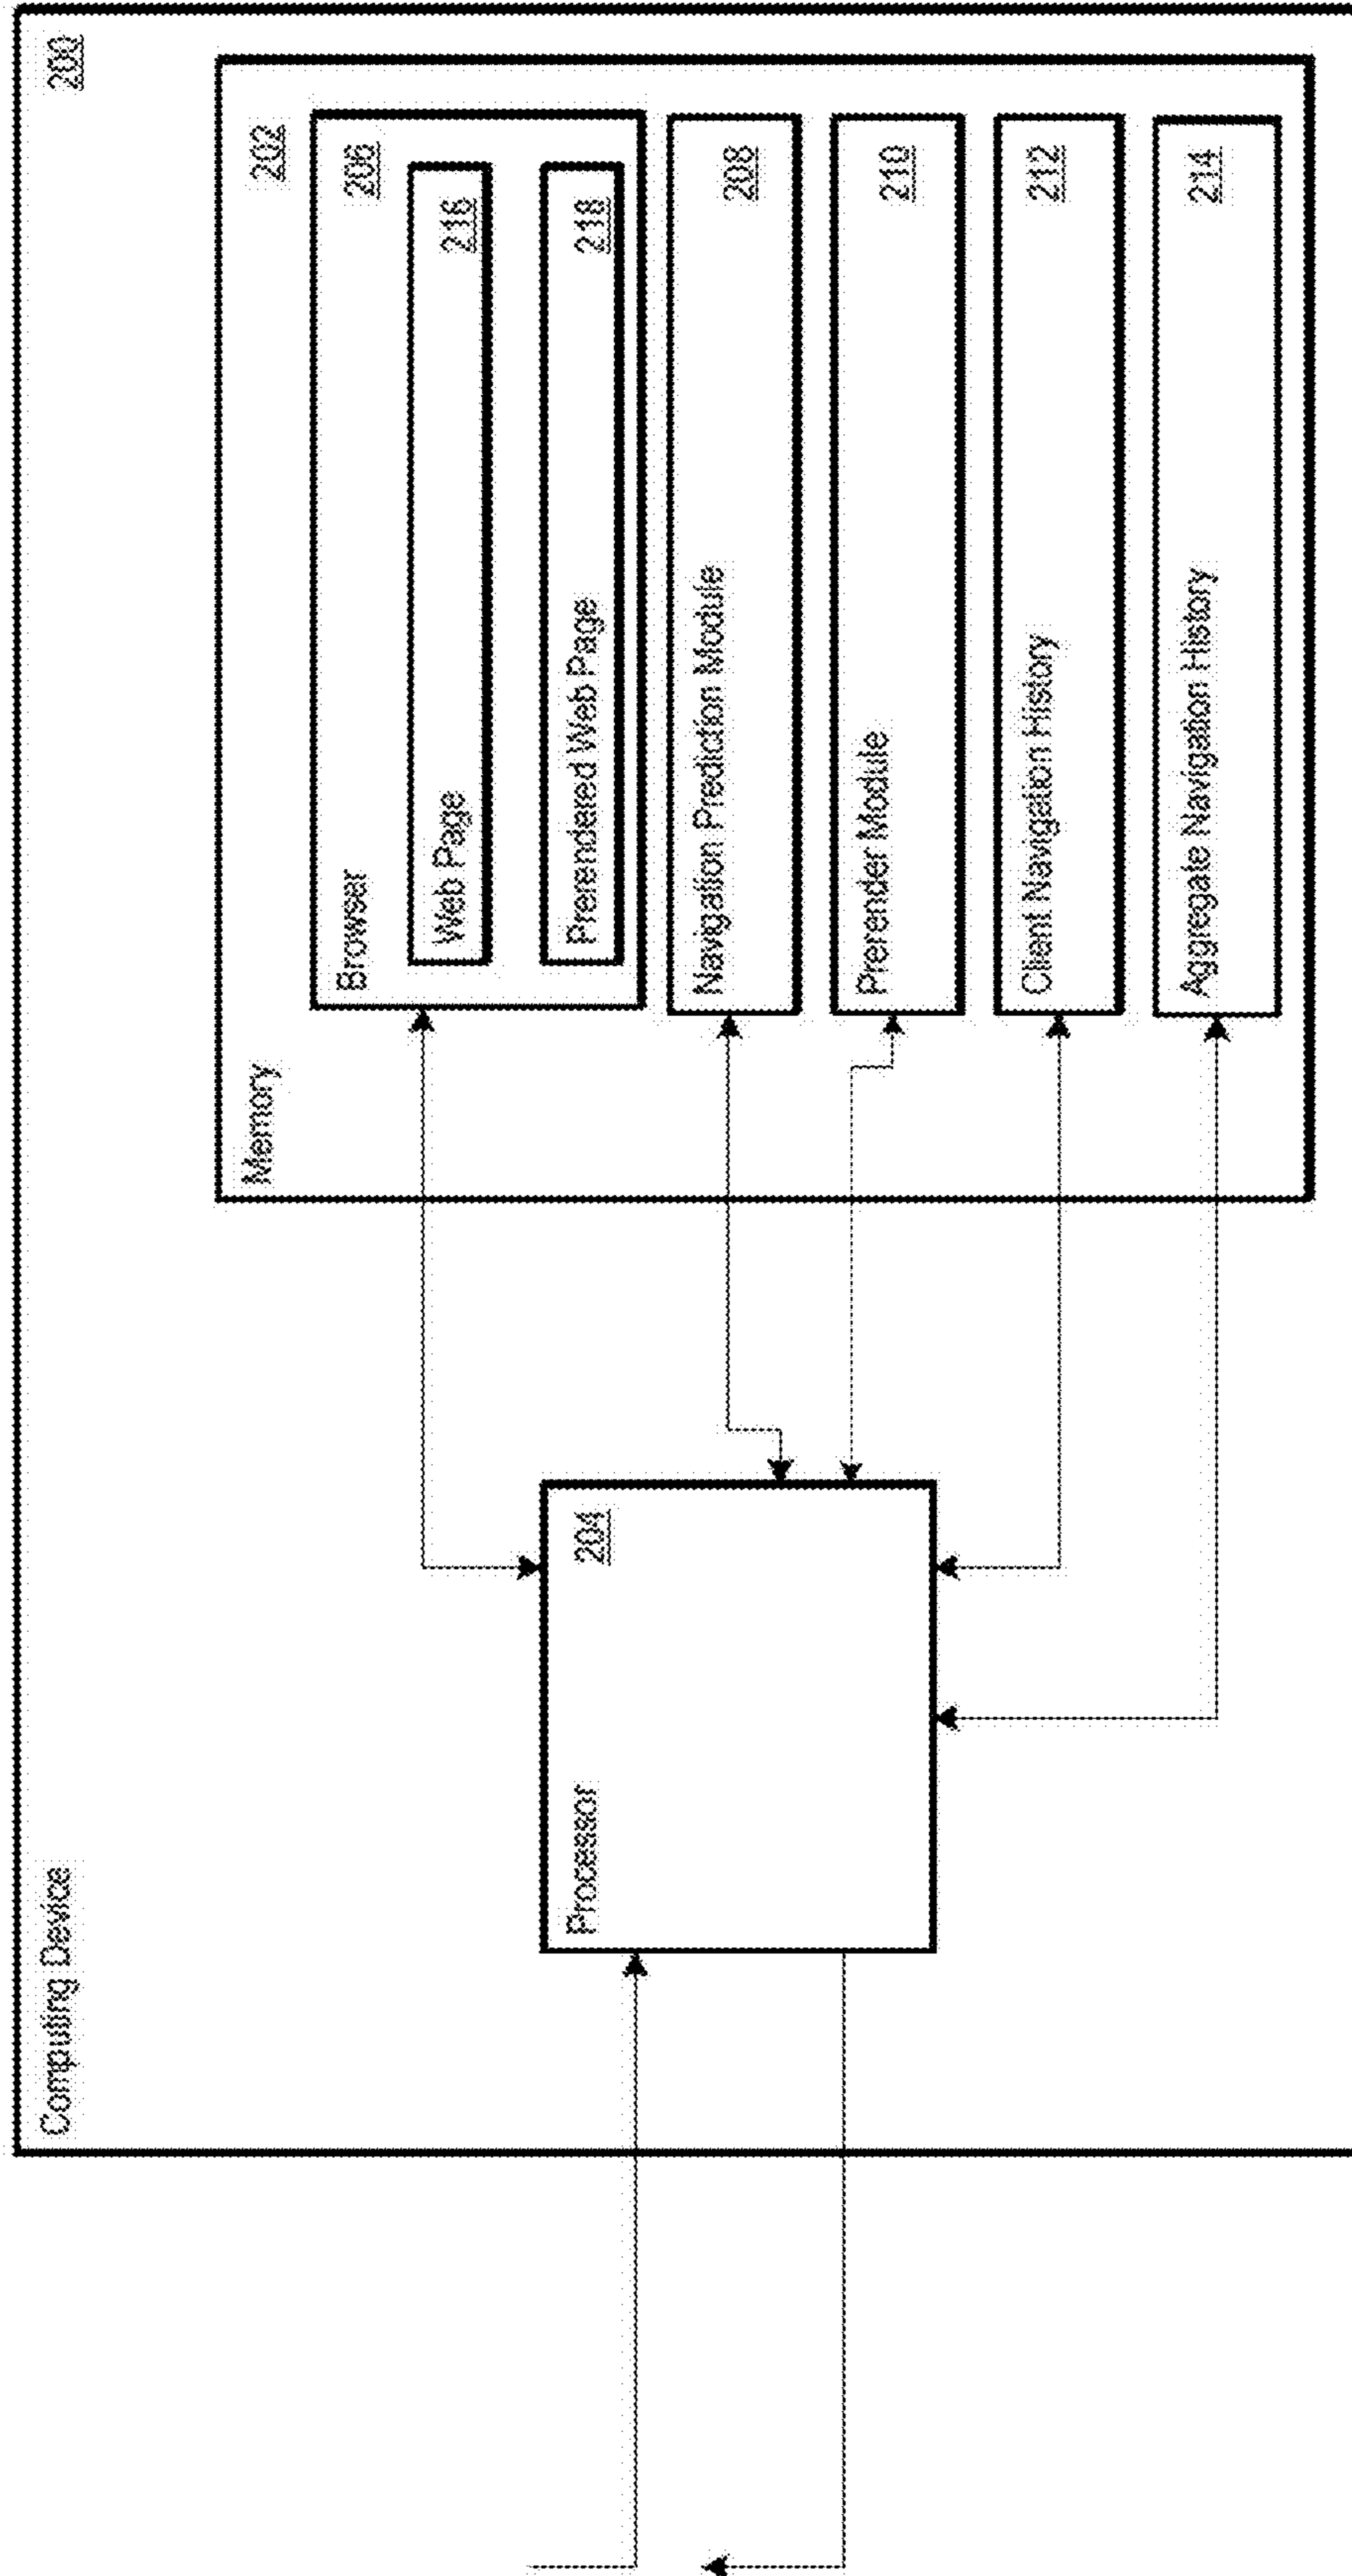 Computing Device 200
Memory 202
Browser 206
Web Page 216
Prerendered Web Page 218
Processor 204
Navigation Prediction Module 208
Prerender Module 210
Client Navigation History 212
Aggregate Navigation History 214